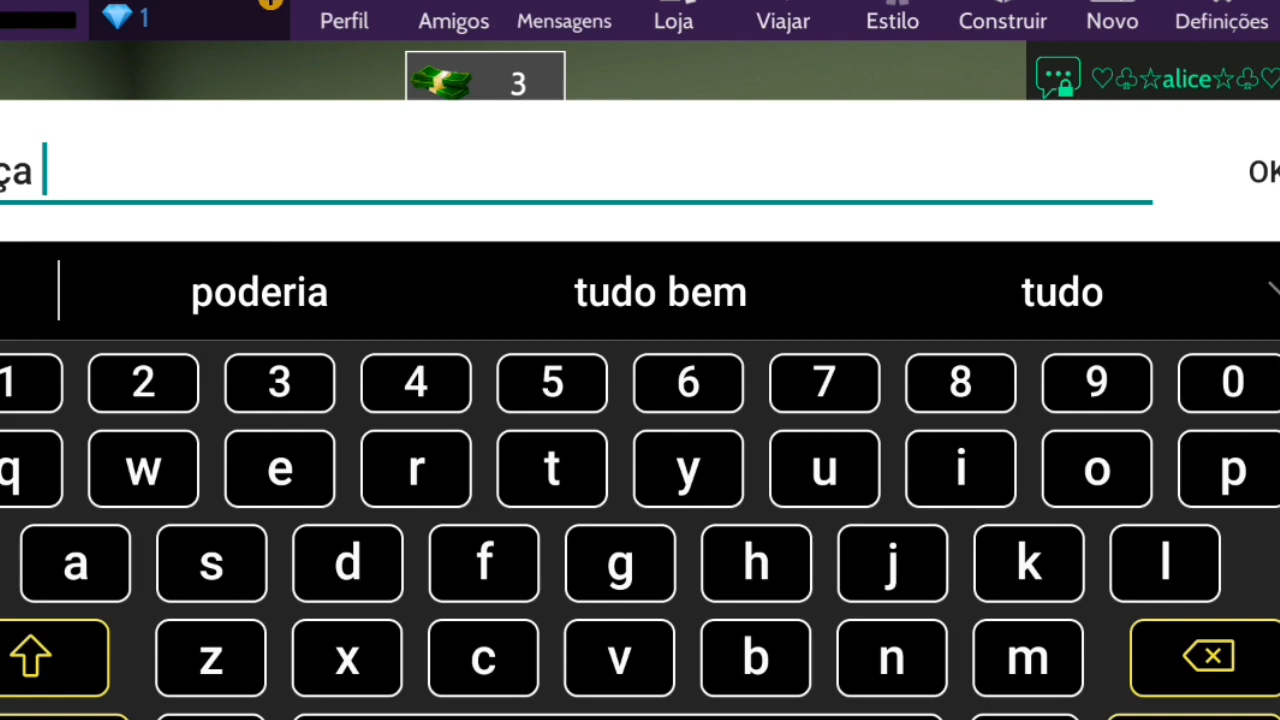 1
Perfil Amigos Mensagens Loja Viajar Estilo Construir Novo Definições
3
♡♧☆alice☆♧♡
ça
OK
poderia tudo bem tudo
1 2 3 4 5 6 7 8 9 0
q w e r t y u i o p
a s d f g h j k l
z x c v b n m